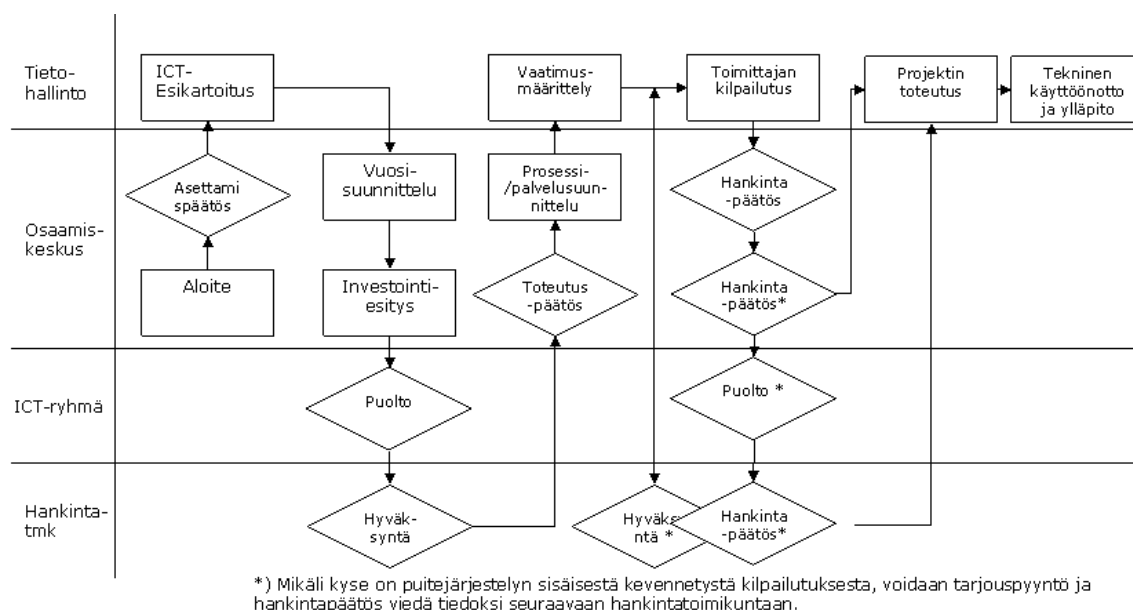 Tieto-
hallinto
ICT-
Esikartoitus
Vaatimus-
määrittely
Toimittajan
kilpailutus
Projektin
toteutus
Tekninen
käyttöönotto
ja ylläpito
Osaamis-
keskus
Asettami
späätös
Aloite
Vuosi-
suunnittelu
Investointi-
esitys
Prosessi-
/palvelusuun-
nittelu
Toteutus
-päätös
Hankinta
-päätös
Hankinta
-päätös*
ICT-ryhmä
Puolto
Puolto *
Hankinta-
tmk
Hyväk-
syntä
Hyväksy
ntä *
Hankinta
-päätös*
*) Mikäli kyse on puitejärjestelyn sisäisestä kevennetystä kilpailutuksesta, voidaan tarjouspyyntö ja
hankintapäätös viedä tiedoksi seuraavaan hankintatoimikuntaan.